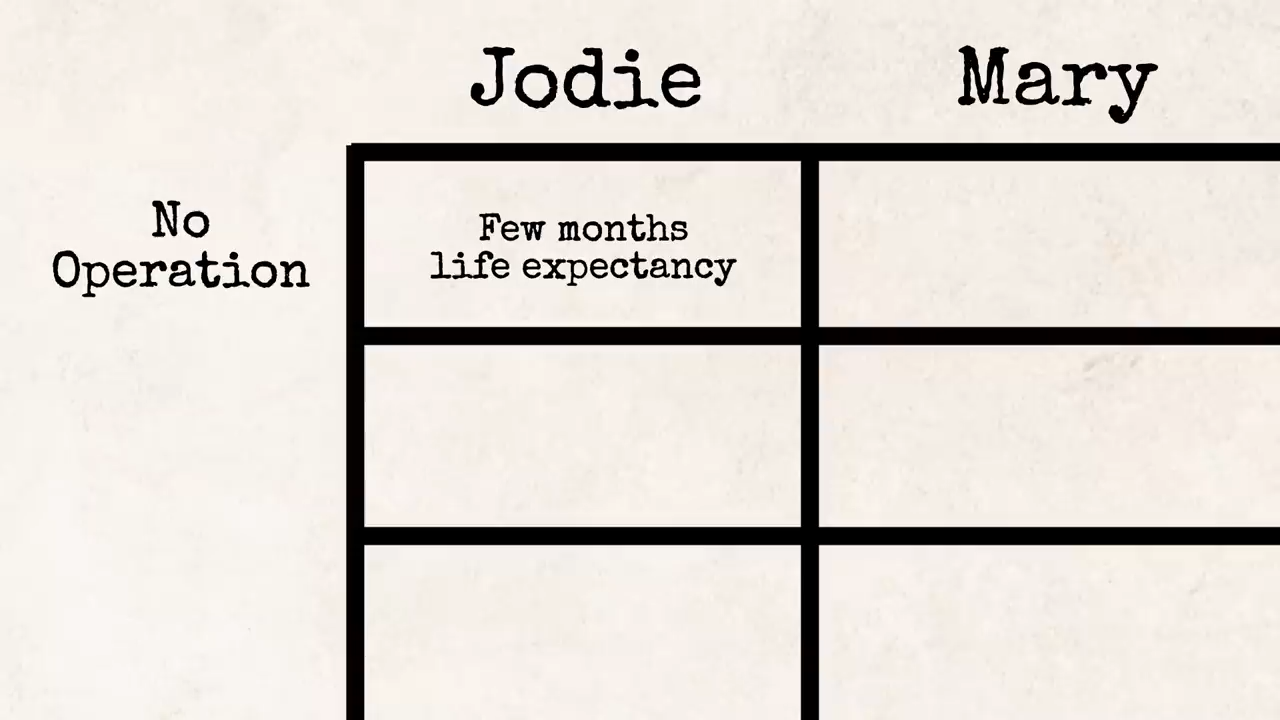 Jodie
Mary
No
Operation
Few months
life expectancy